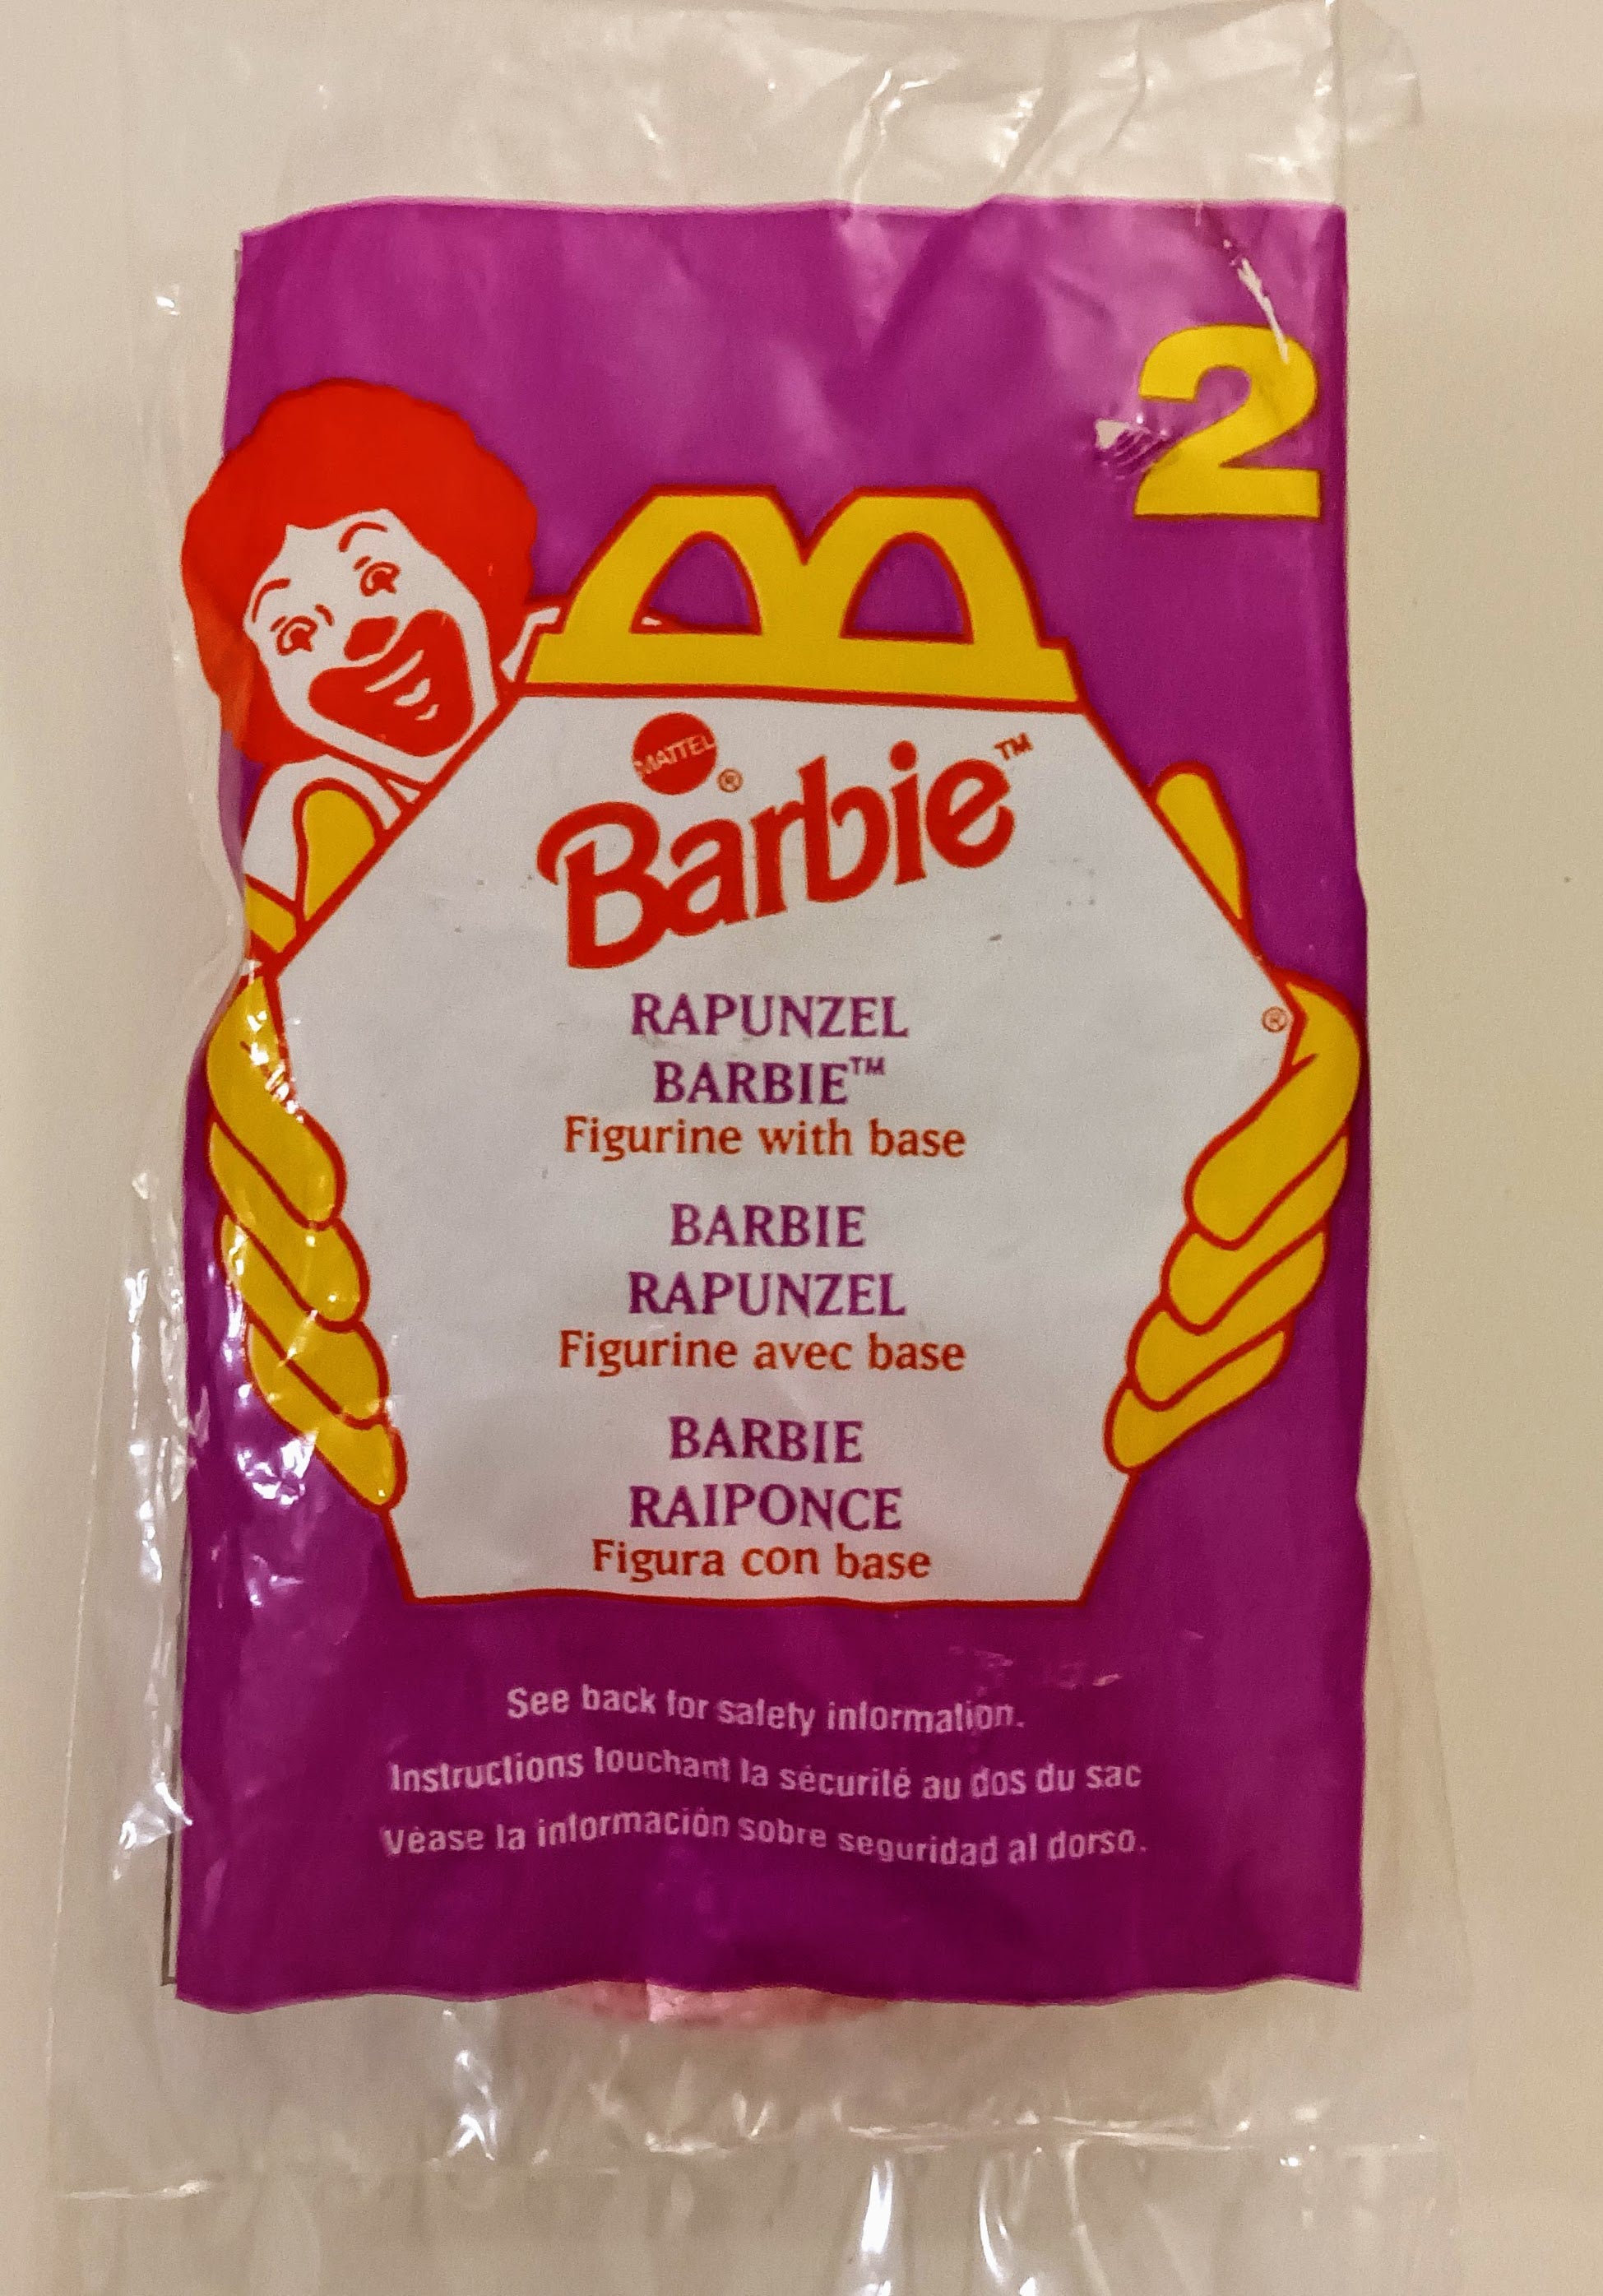 2
MATTEL ®
Barbie™
RAPUNZEL
BARBIE™
Figurine with base
®
BARBIE
RAPUNZEL
Figurine avec base
BARBIE
RAIPONCE
Figura con base
See back for safety information.
Instructions touchant la sécurité au dos du sac
Véase la información sobre seguridad al dorso.